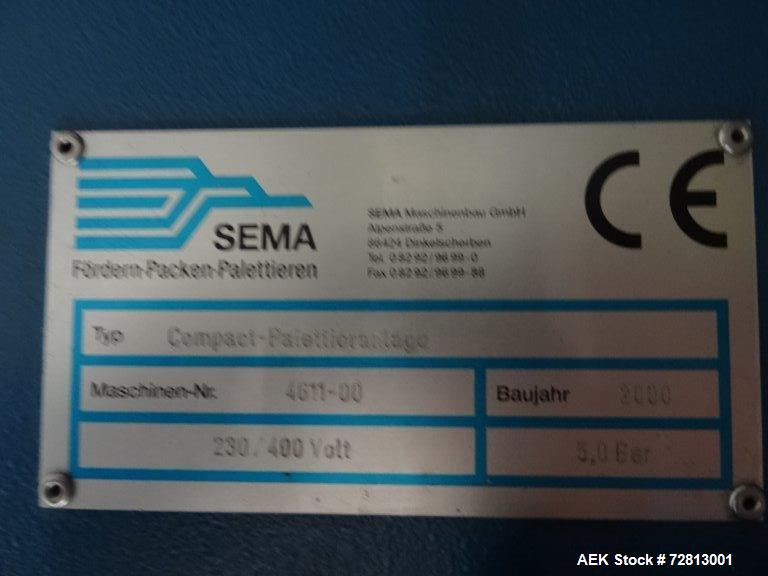 SEMA
Fördern-Packen-Palettieren
SEMA Maschinenbau GmbH
Alpenstraße 5
86424 Dinkelscherben
Tel. 0 82 92 / 96 99-0
Fax 0 82 92 / 96 99-88
CE
Typ Compact-Palettieranlage
Maschinen-Nr. 4611-00
Baujahr 2000
230/400 Volt
5,0 Bar
AEK Stock # 72813001